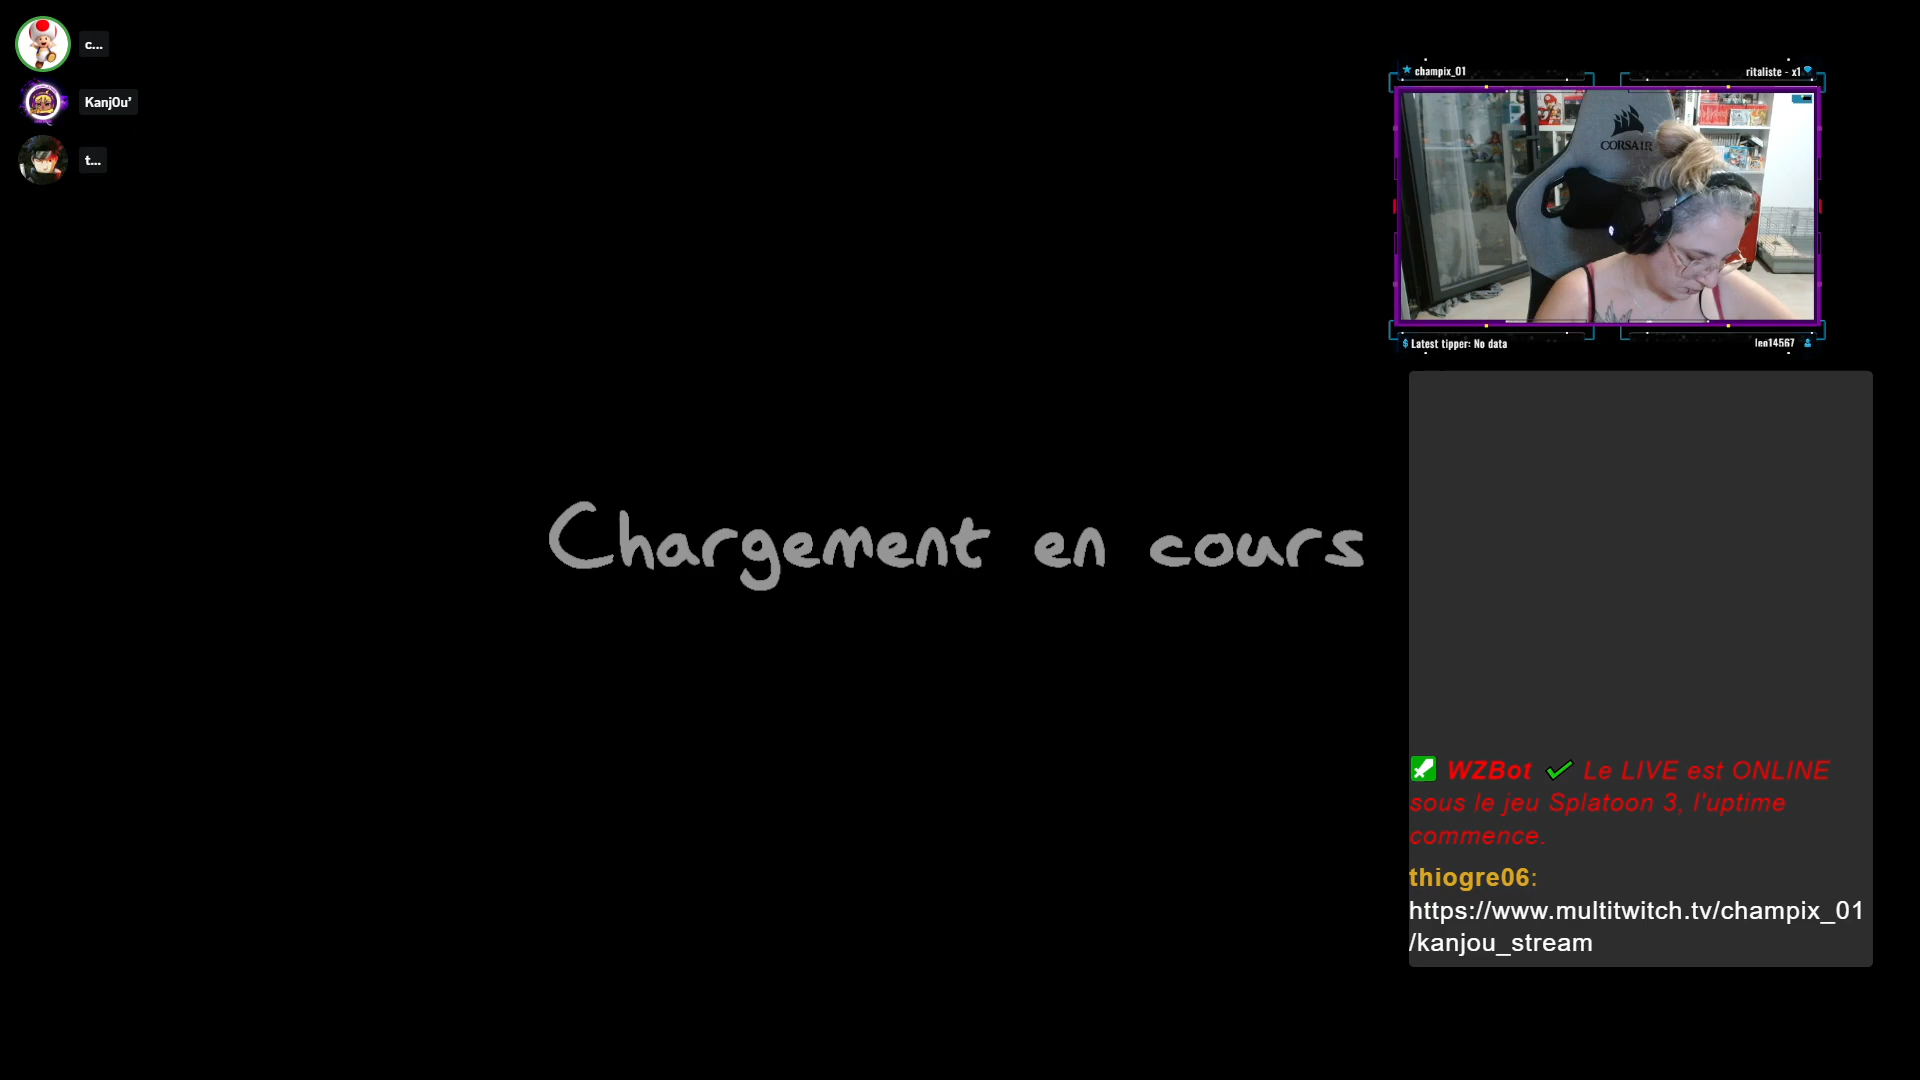 c...
KanjOu’
t...
champix_01
ritaliste - x1
CORSAIR
Latest tipper: No data
leo14567
Chargement en cours
WZBot ✓ Le LIVE est ONLINE
sous le jeu Splatoon 3, l'uptime
commence.
thiogre06:
https://www.multitwitch.tv/champix_01
/kanjou_stream